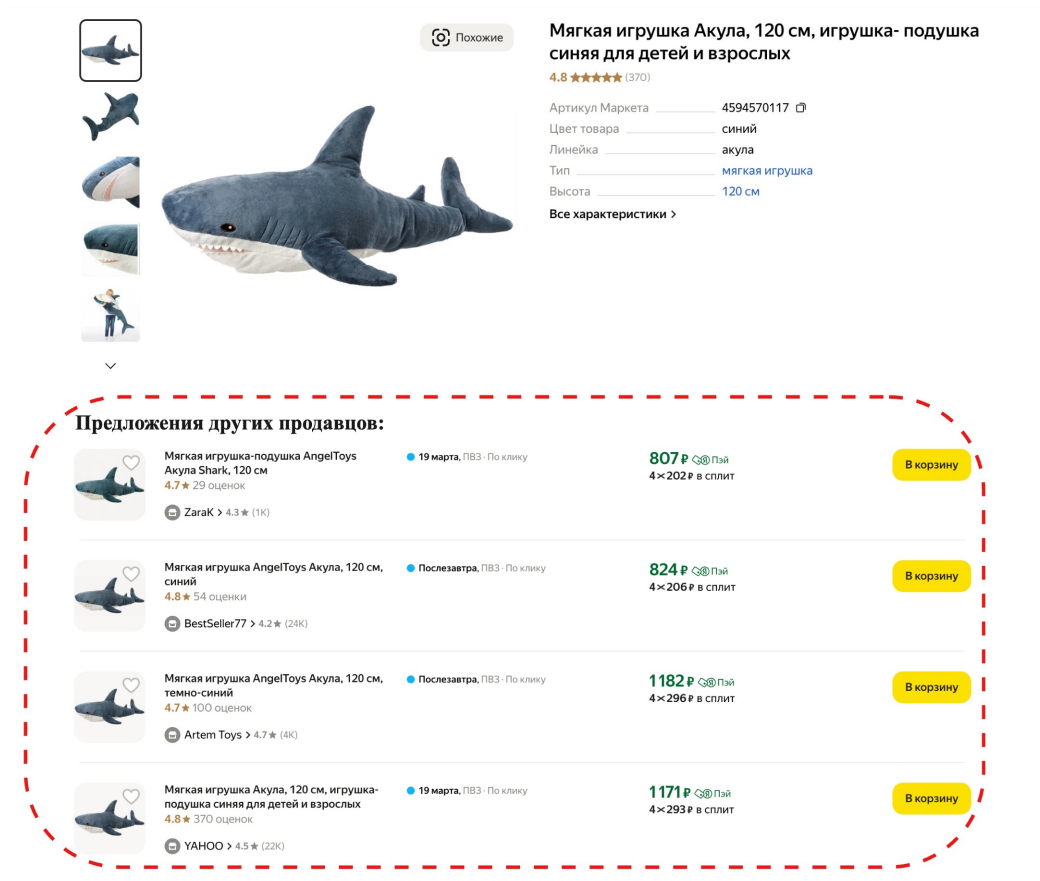 Похожие
Мягкая игрушка Акула, 120 см, игрушка- подушка
синяя для детей и взрослых
4.8 ★★★★★ (370)
Артикул Маркета 4594570117
Цвет товара синий
Линейка акула
Тип мягкая игрушка
Высота 120 см
Все характеристики >
Предложения других продавцов:
Мягкая игрушка-подушка AngelToys
Акула Shark, 120 см
4.7★ 29 оценок
ZaraK > 4.3★ (1K)
19 марта, ПВЗ · По клику
807 ₽ Пэй
4×202 ₽ в сплит
В корзину
Мягкая игрушка AngelToys Акула, 120 см,
синий
4.8★ 54 оценки
BestSeller77 > 4.2★ (24K)
Послезавтра, ПВЗ · По клику
824 ₽ Пэй
4×206 ₽ в сплит
В корзину
Мягкая игрушка AngelToys Акула, 120 см,
темно-синий
4.7★ 100 оценок
Artem Toys > 4.7★ (4K)
Послезавтра, ПВЗ · По клику
1182 ₽ Пэй
4×296 ₽ в сплит
В корзину
Мягкая игрушка Акула, 120 см, игрушка-
подушка синяя для детей и взрослых
4.8★ 370 оценок
YAHOO > 4.5★ (22K)
19 марта, ПВЗ · По клику
1171 ₽ Пэй
4×293 ₽ в сплит
В корзину